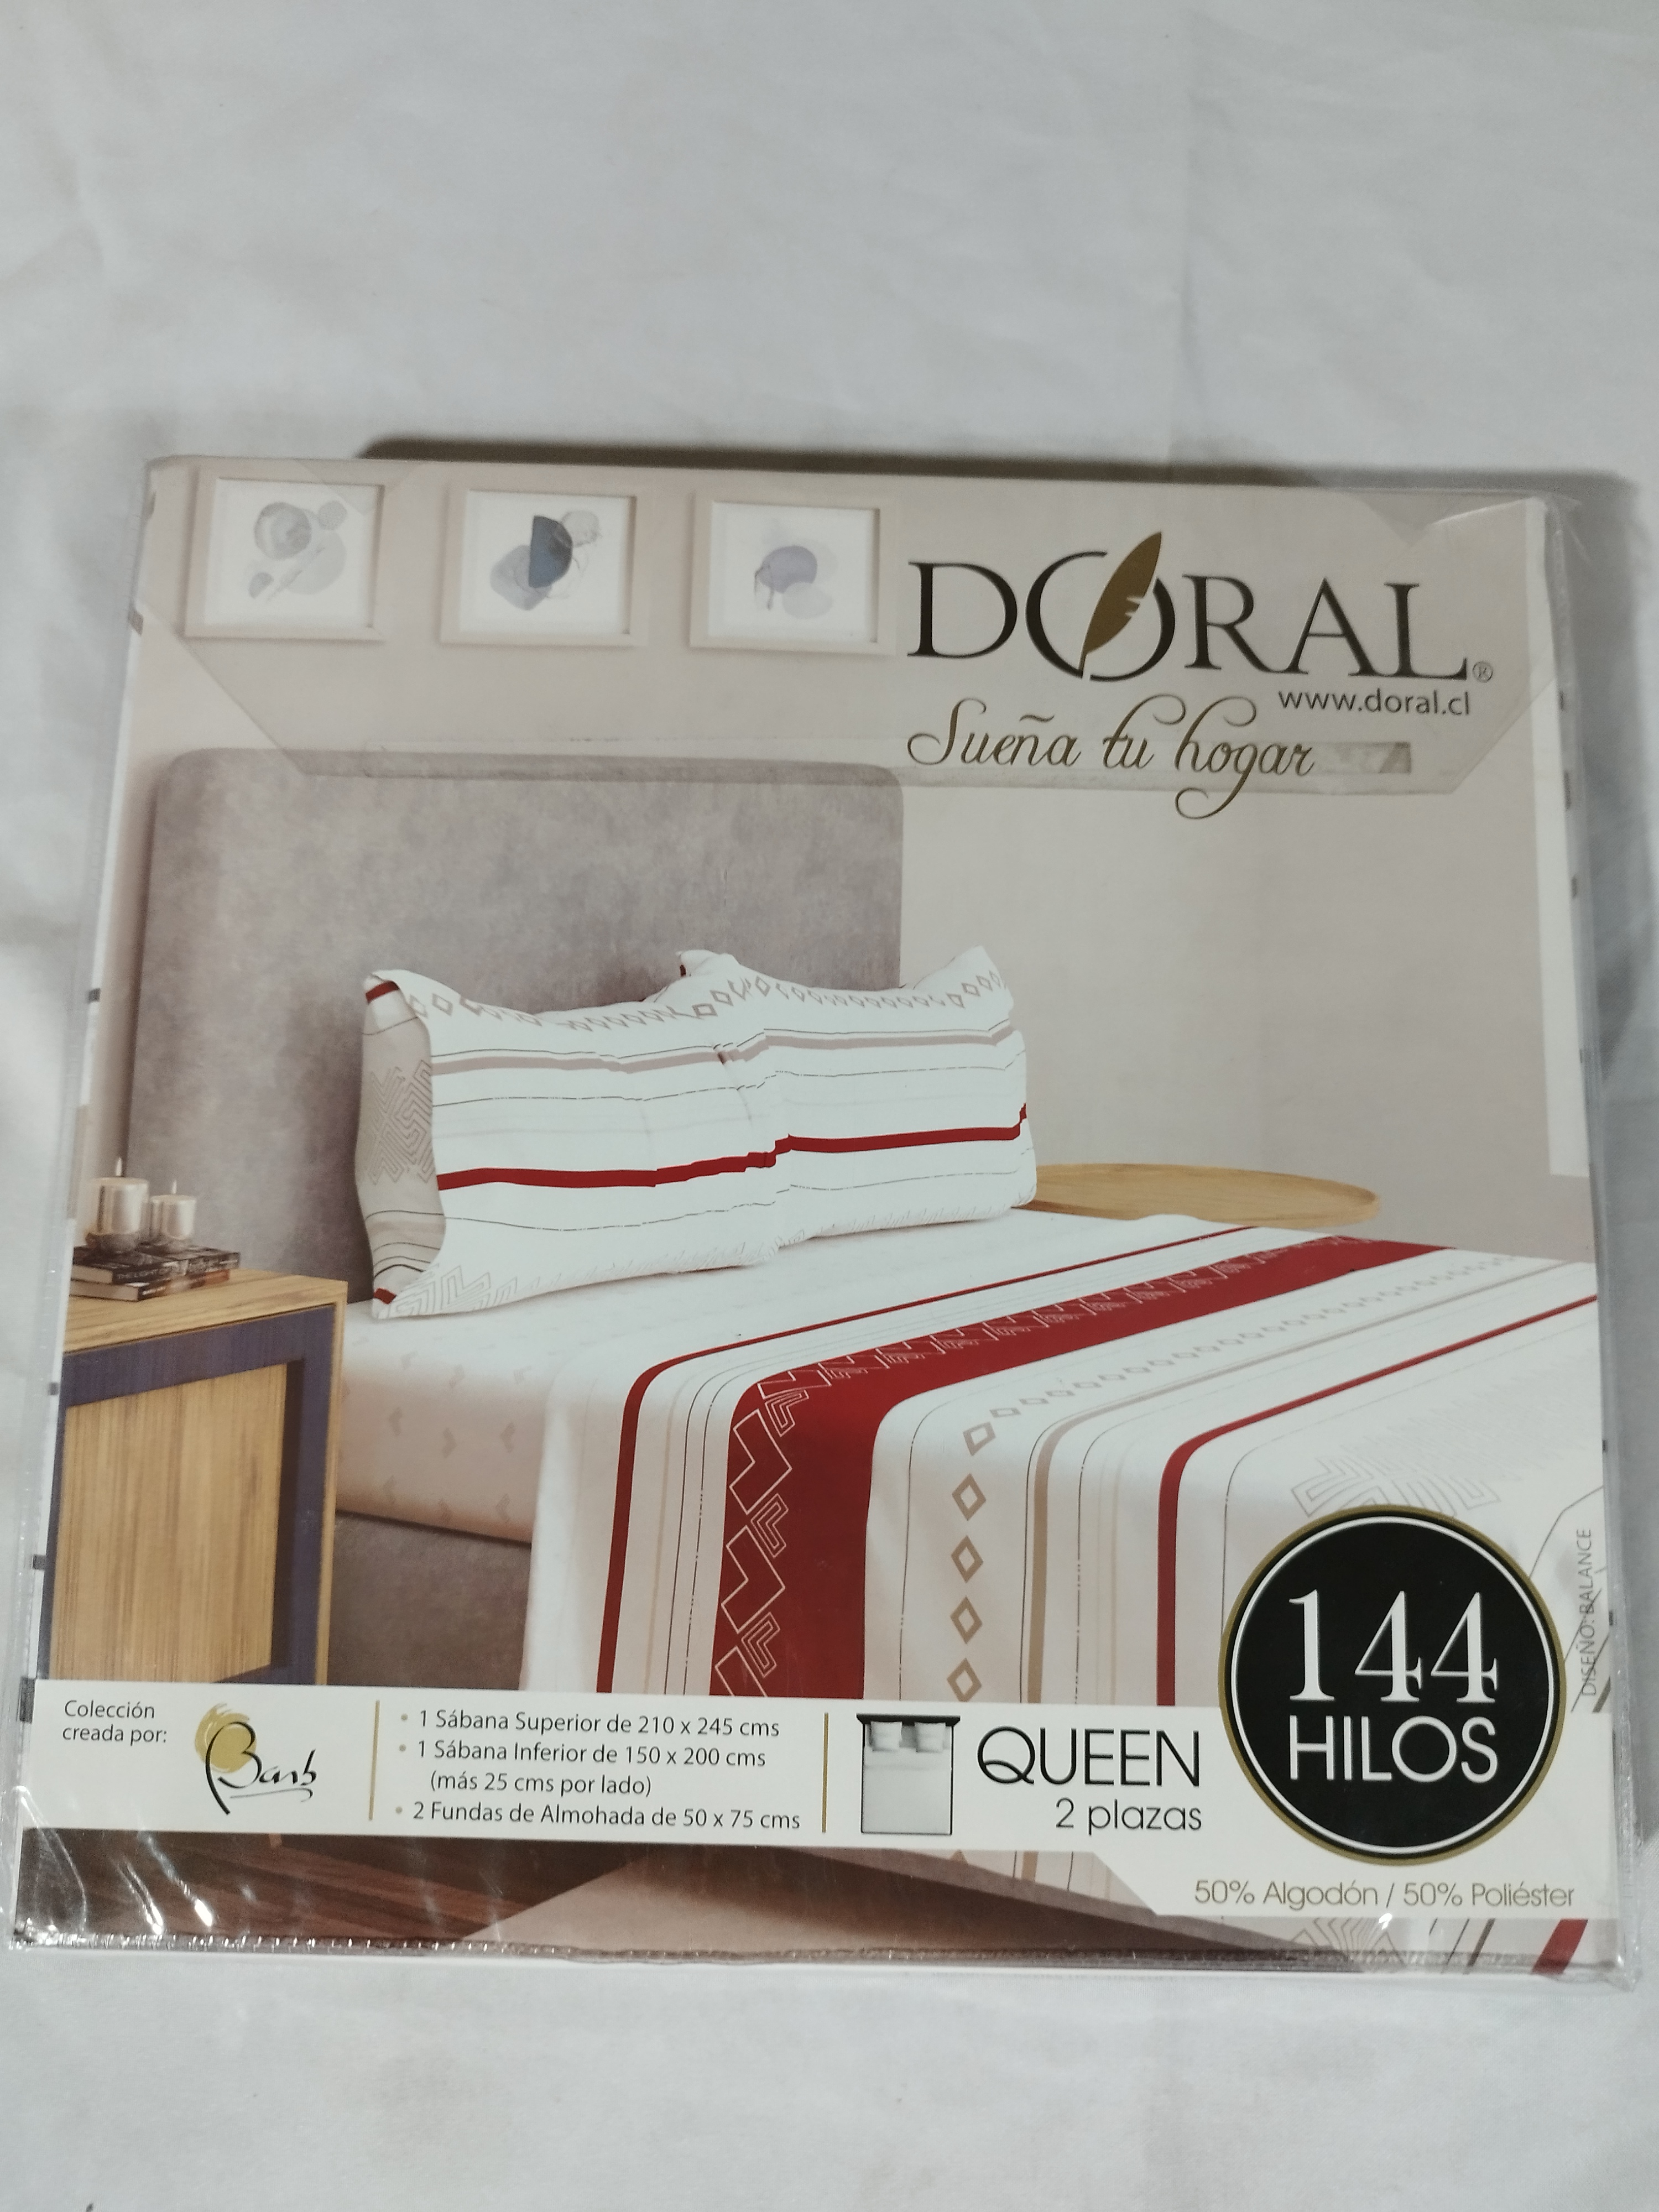 DORAL®
www.doral.cl
Sueña tu hogar
DISEÑO: BALANCE
144
HILOS
Colección
creada por:
Barb
• 1 Sábana Superior de 210 x 245 cms
• 1 Sábana Inferior de 150 x 200 cms
(más 25 cms por lado)
• 2 Fundas de Almohada de 50 x 75 cms
QUEEN
2 plazas
50% Algodón / 50% Poliéster